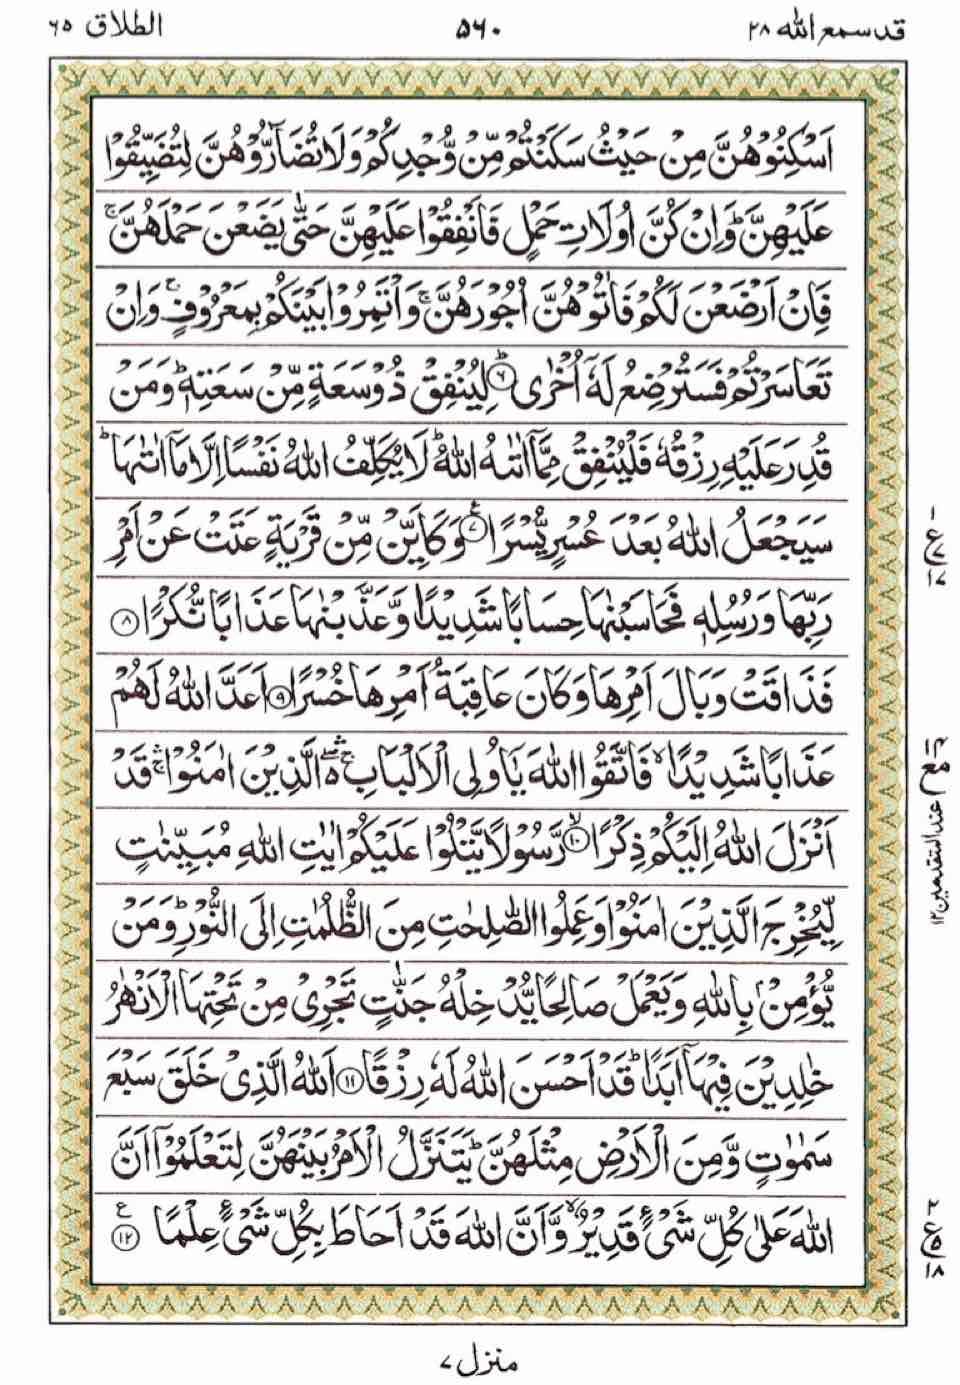 قد سمع الله ٢٨
٥٦٠
الطلاق ٦٥
اَسْكِنُوْهُنَّ مِنْ حَيْثُ سَكَنْتُمْ مِّنْ وُّجْدِكُمْ وَلَا تُضَآرُّوْهُنَّ لِتُضَيِّقُوْا
عَلَيْهِنَّ ؕ وَاِنْ كُنَّ اُولَاتِ حَمْلٍ فَاَنْفِقُوْا عَلَيْهِنَّ حَتّٰى يَضَعْنَ حَمْلَهُنَّ ۚ
فَاِنْ اَرْضَعْنَ لَكُمْ فَاٰتُوْهُنَّ اُجُوْرَهُنَّ ۚ وَاْتَمِرُوْا بَيْنَكُمْ بِمَعْرُوْفٍ ۚ وَاِنْ
تَعَاسَرْتُمْ فَسَتُرْضِعُ لَهٗۤ اُخْرٰى ؕ ﴿٦﴾ لِيُنْفِقْ ذُوْ سَعَةٍ مِّنْ سَعَتِهٖ ؕ وَمَنْ
قُدِرَ عَلَيْهِ رِزْقُهٗ فَلْيُنْفِقْ مِمَّاۤ اٰتٰىهُ اللّٰهُ ؕ لَا يُكَلِّفُ اللّٰهُ نَفْسًا اِلَّا مَاۤ اٰتٰىهَا ؕ
سَيَجْعَلُ اللّٰهُ بَعْدَ عُسْرٍ يُّسْرًا ﴿٧﴾ ع وَكَاَيِّنْ مِّنْ قَرْيَةٍ عَتَتْ عَنْ اَمْرِ
رَبِّهَا وَرُسُلِهٖ فَحَاسَبْنٰهَا حِسَابًا شَدِيْدًا وَّعَذَّبْنٰهَا عَذَابًا نُّكْرًا ﴿٨﴾
فَذَاقَتْ وَبَالَ اَمْرِهَا وَكَانَ عَاقِبَةُ اَمْرِهَا خُسْرًا ﴿٩﴾ اَعَدَّ اللّٰهُ لَهُمْ
عَذَابًا شَدِيْدًا ۙ فَاتَّقُوا اللّٰهَ يٰۤاُولِى الْاَلْبَابِ ۛۚ ۖ الَّذِيْنَ اٰمَنُوْا ۛۚ قَدْ
اَنْزَلَ اللّٰهُ اِلَيْكُمْ ذِكْرًا ۙ ﴿١٠﴾ رَّسُوْلًا يَّتْلُوْا عَلَيْكُمْ اٰيٰتِ اللّٰهِ مُبَيِّنٰتٍ
لِّيُخْرِجَ الَّذِيْنَ اٰمَنُوْا وَعَمِلُوا الصّٰلِحٰتِ مِنَ الظُّلُمٰتِ اِلَى النُّوْرِ ؕ وَمَنْ
يُّؤْمِنْۢ بِاللّٰهِ وَيَعْمَلْ صَالِحًا يُّدْخِلْهُ جَنّٰتٍ تَجْرِىْ مِنْ تَحْتِهَا الْاَنْهٰرُ
خٰلِدِيْنَ فِيْهَاۤ اَبَدًا ؕ قَدْ اَحْسَنَ اللّٰهُ لَهٗ رِزْقًا ﴿١١﴾ اَللّٰهُ الَّذِىْ خَلَقَ سَبْعَ
سَمٰوٰتٍ وَّمِنَ الْاَرْضِ مِثْلَهُنَّ ؕ يَتَنَزَّلُ الْاَمْرُ بَيْنَهُنَّ لِتَعْلَمُوْۤا اَنَّ
اللّٰهَ عَلٰى كُلِّ شَىْءٍ قَدِيْرٌ ۙ وَّاَنَّ اللّٰهَ قَدْ اَحَاطَ بِكُلِّ شَىْءٍ عِلْمًا ﴿١٢﴾ ع
١
ع ٧
١٧
مع
عند المتقدمين ١٢
٢
ع ٥
١٨
منزل ٧